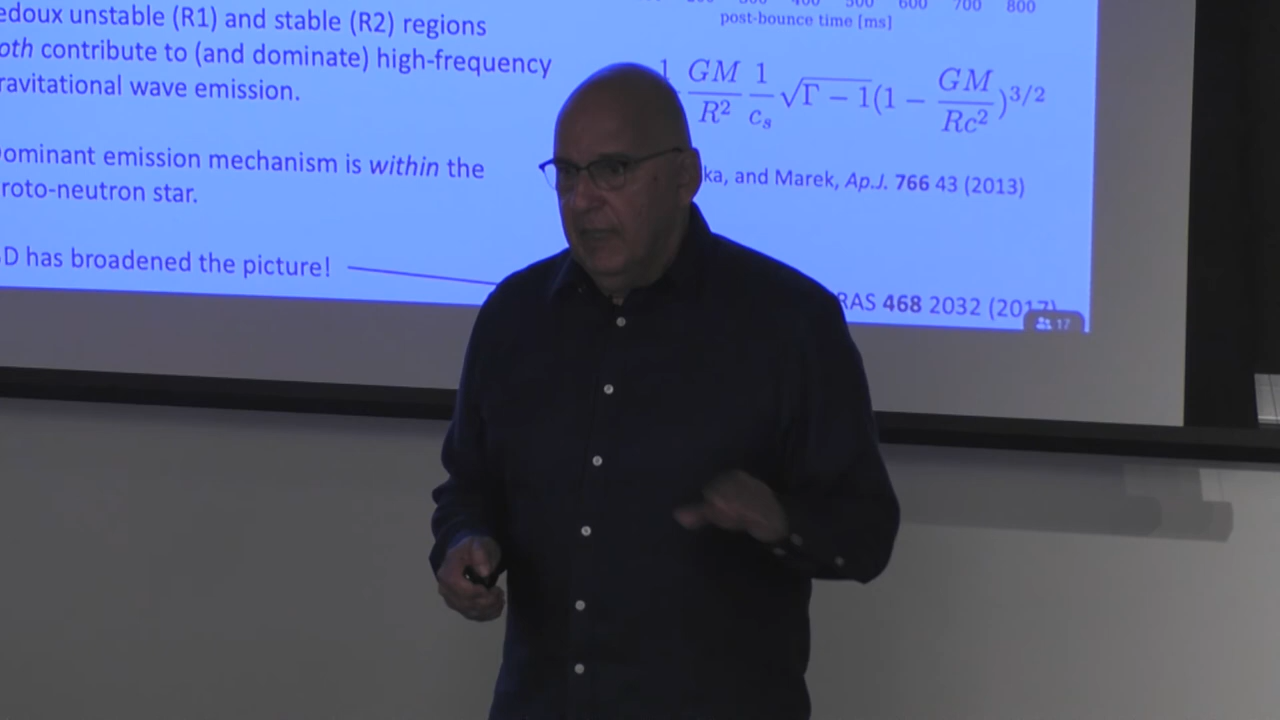 edoux unstable (R1) and stable (R2) regions
oth contribute to (and dominate) high-frequency
ravitational wave emission.
ominant emission mechanism is within the
roto-neutron star.
D has broadened the picture!
600 700 800
post-bounce time [ms]
1 GM/R² 1/cₛ √Γ − 1(1 − GM/Rc²)^3/2
ka, and Marek, Ap.J. 766 43 (2013)
RAS 468 2032 (2017)
17